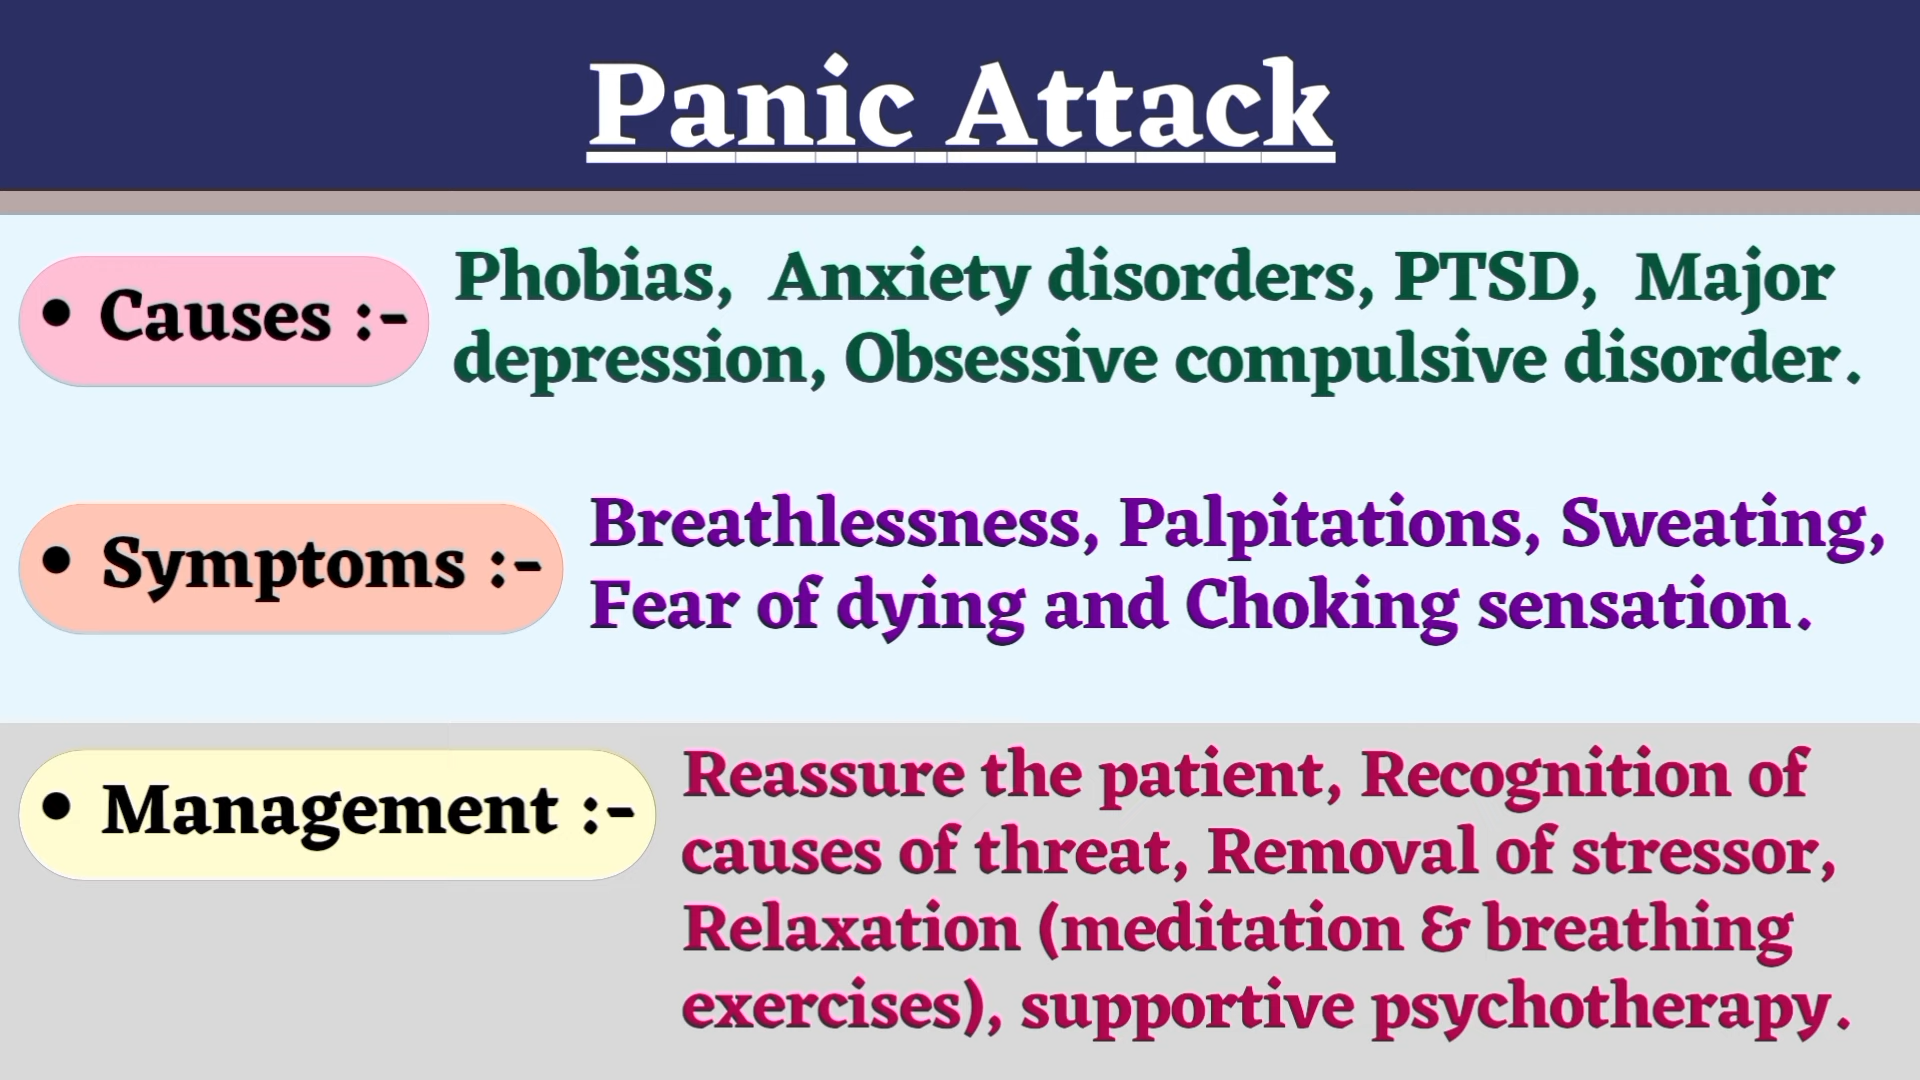 Panic Attack
• Causes :-
Phobias, Anxiety disorders, PTSD, Major
depression, Obsessive compulsive disorder.
• Symptoms :-
Breathlessness, Palpitations, Sweating,
Fear of dying and Choking sensation.
• Management :-
Reassure the patient, Recognition of
causes of threat, Removal of stressor,
Relaxation (meditation & breathing
exercises), supportive psychotherapy.